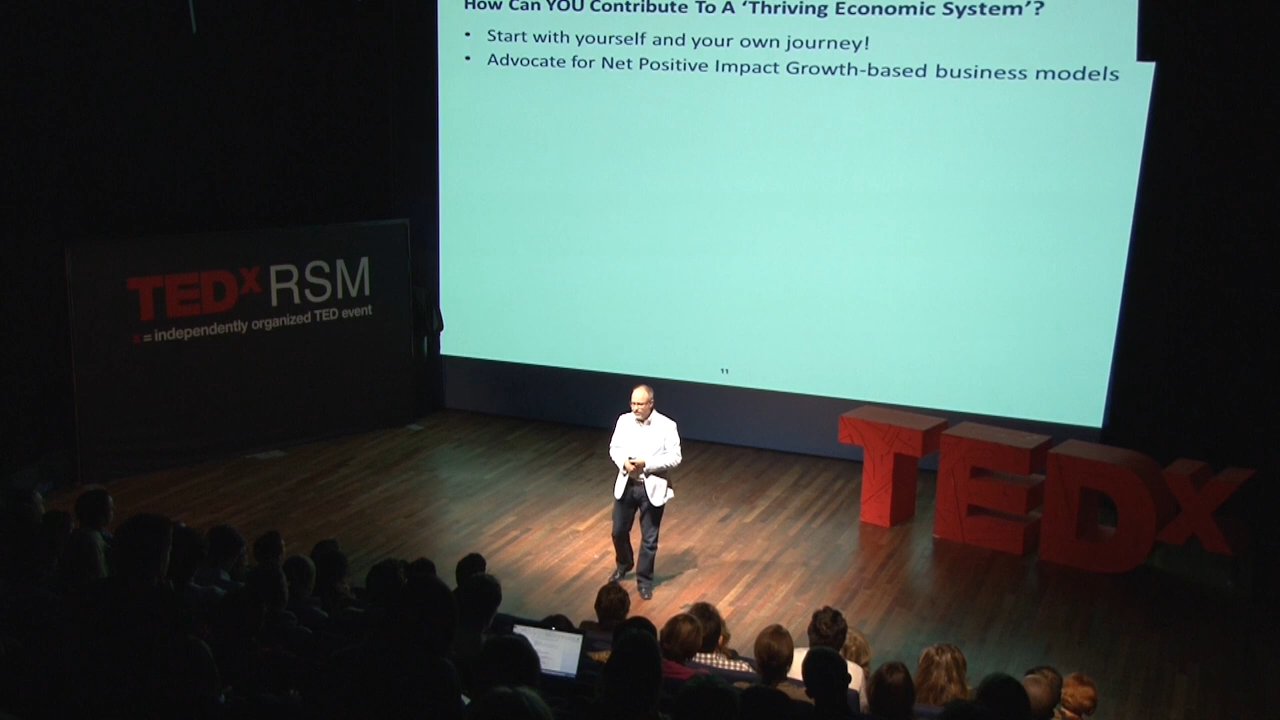 How Can YOU Contribute To A ‘Thriving Economic System’?
• Start with yourself and your own journey!
• Advocate for Net Positive Impact Growth-based business models
TEDx RSM
x = independently organized TED event
11
TEDx